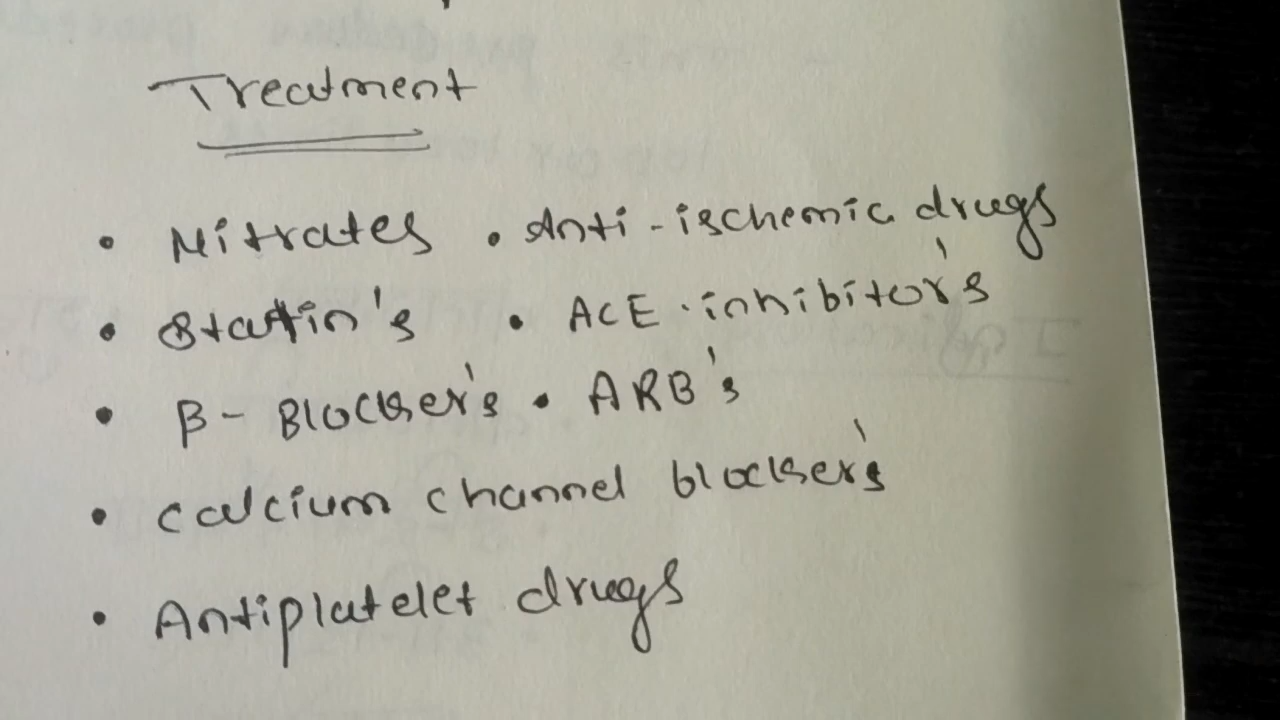 Treatment
• Nitrates • Anti-ischemic drugs
• Statin's • ACE-inhibitor's
• β-Blocker's • ARB's
• calcium channel blocker's
• Antiplatelet drugs